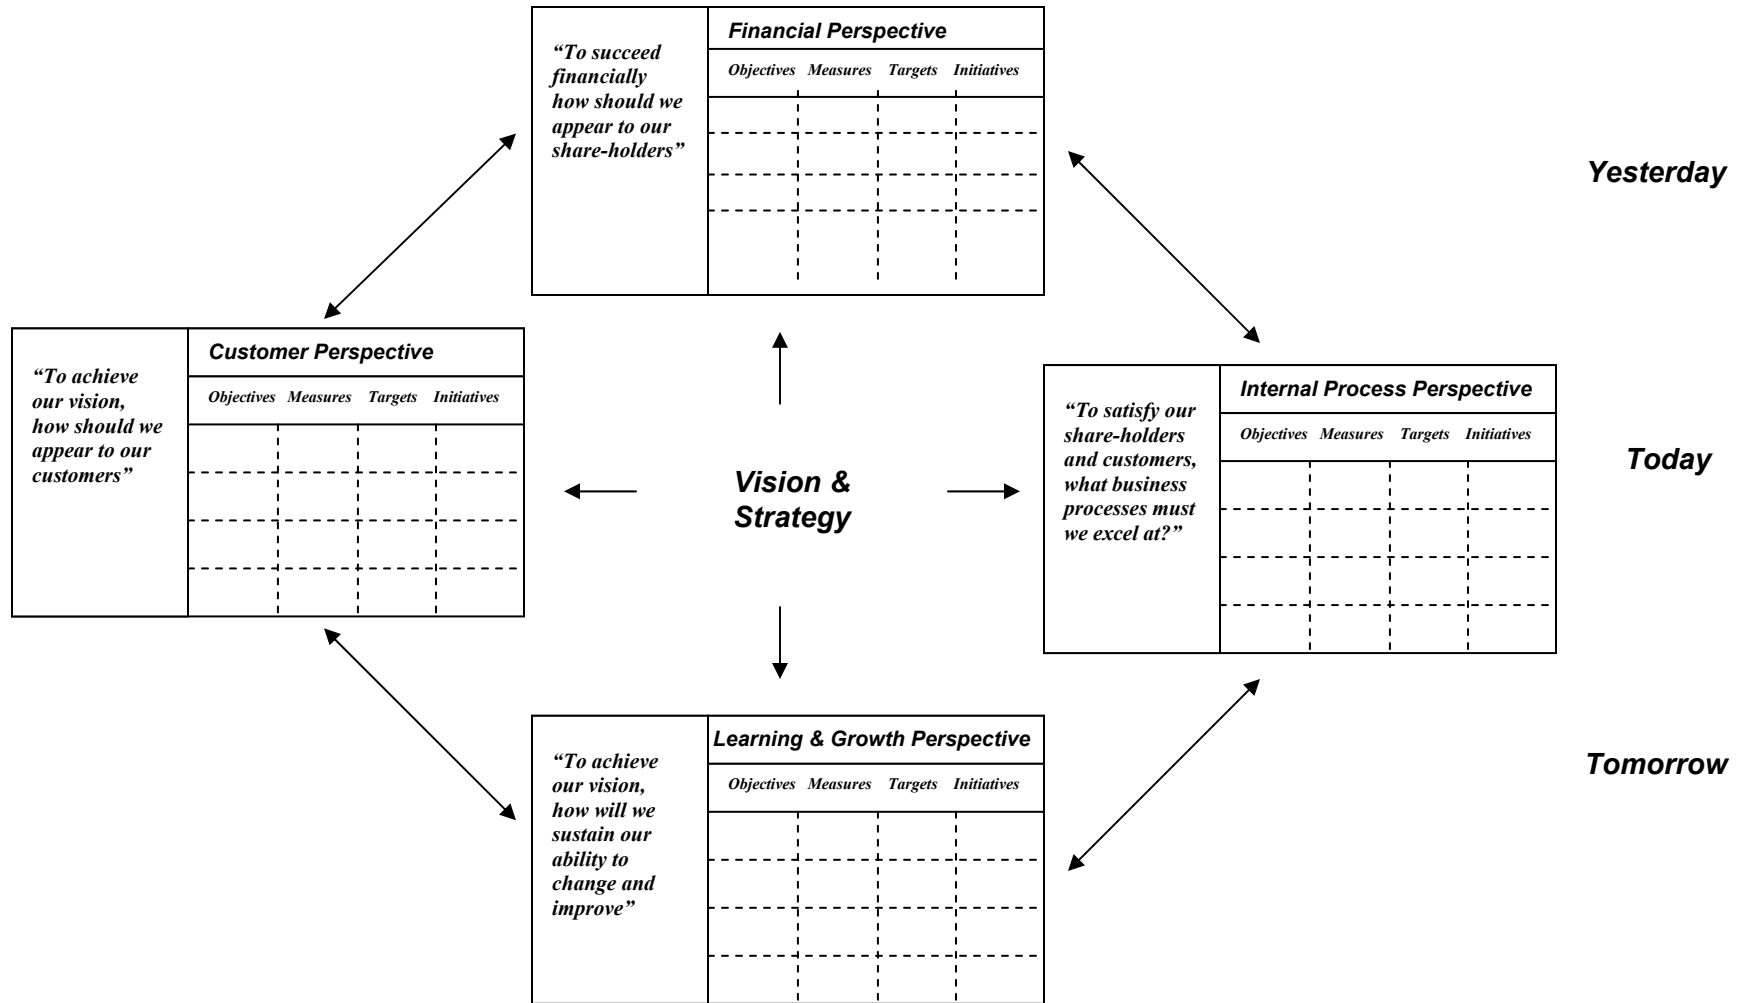 Financial Perspective
“To succeed
financially
how should we
appear to our
share-holders”
Objectives Measures Targets Initiatives
Yesterday
Customer Perspective
“To achieve
our vision,
how should we
appear to our
customers”
Objectives Measures Targets Initiatives
Vision &
Strategy
Internal Process Perspective
“To satisfy our
share-holders
and customers,
what business
processes must
we excel at?”
Objectives Measures Targets Initiatives
Today
Learning & Growth Perspective
“To achieve
our vision,
how will we
sustain our
ability to
change and
improve”
Objectives Measures Targets Initiatives
Tomorrow